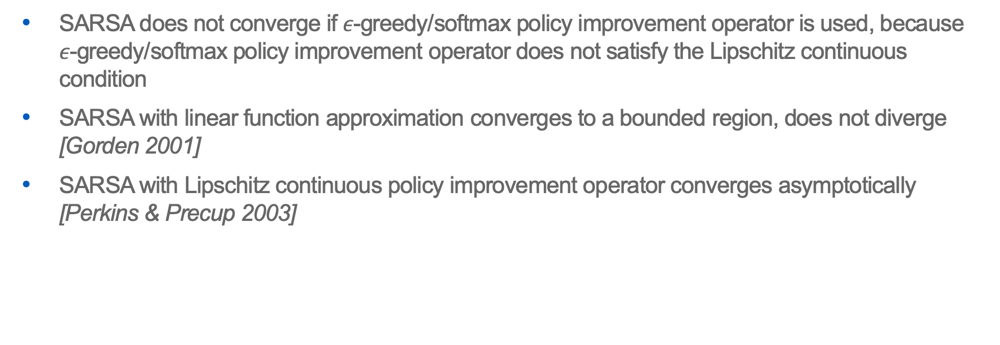 • SARSA does not converge if ϵ-greedy/softmax policy improvement operator is used, because
ϵ-greedy/softmax policy improvement operator does not satisfy the Lipschitz continuous
condition
• SARSA with linear function approximation converges to a bounded region, does not diverge
[Gorden 2001]
• SARSA with Lipschitz continuous policy improvement operator converges asymptotically
[Perkins & Precup 2003]